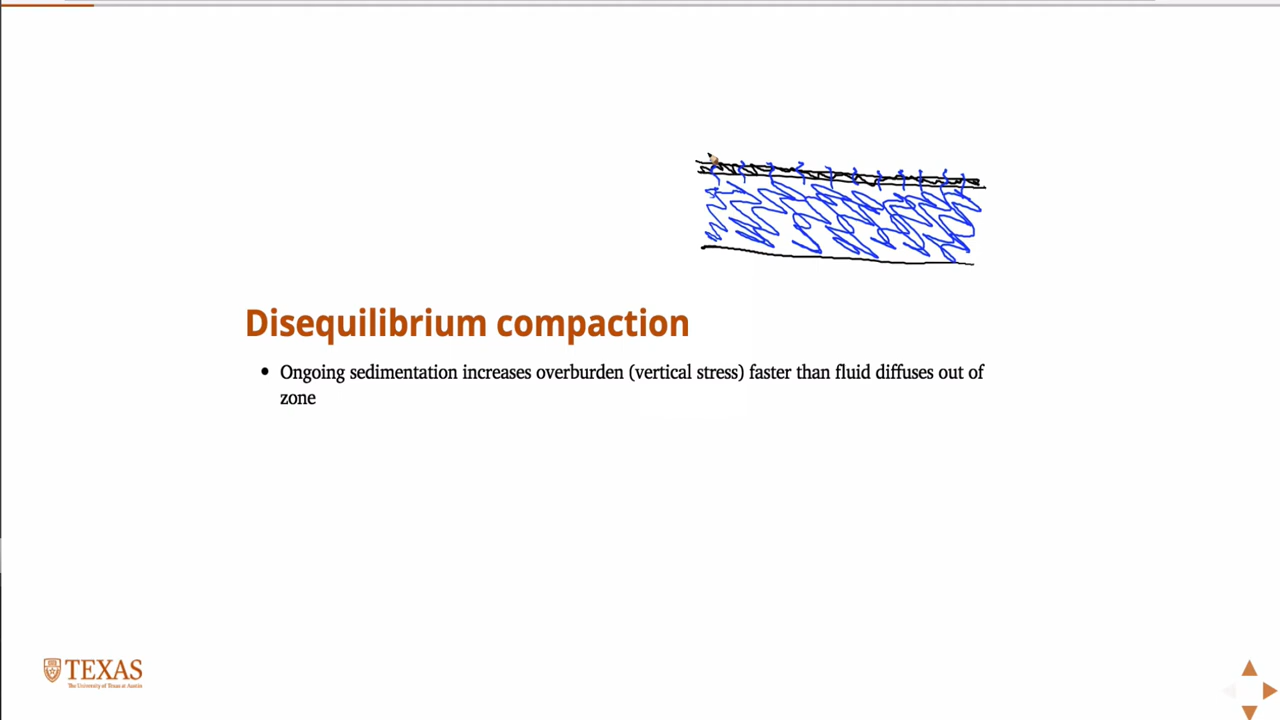 Disequilibrium compaction
Ongoing sedimentation increases overburden (vertical stress) faster than fluid diffuses out of
zone
TEXAS
The University of Texas at Austin